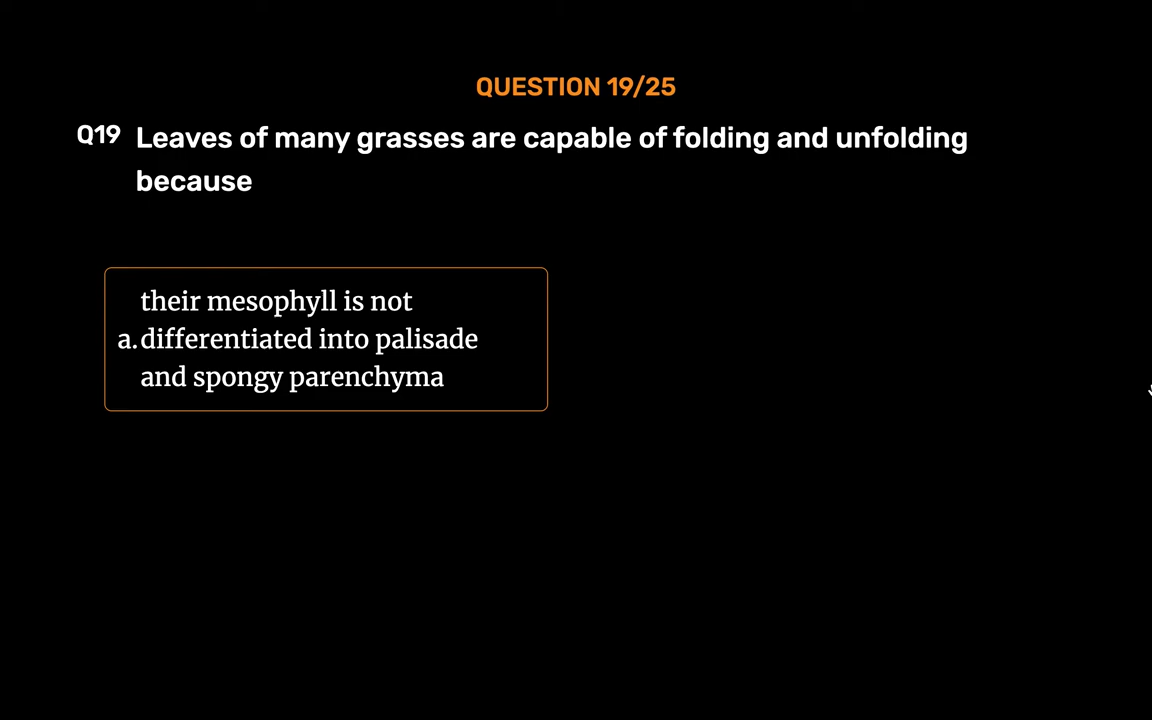 QUESTION 19/25
Q19 Leaves of many grasses are capable of folding and unfolding
because
their mesophyll is not
a. differentiated into palisade
and spongy parenchyma